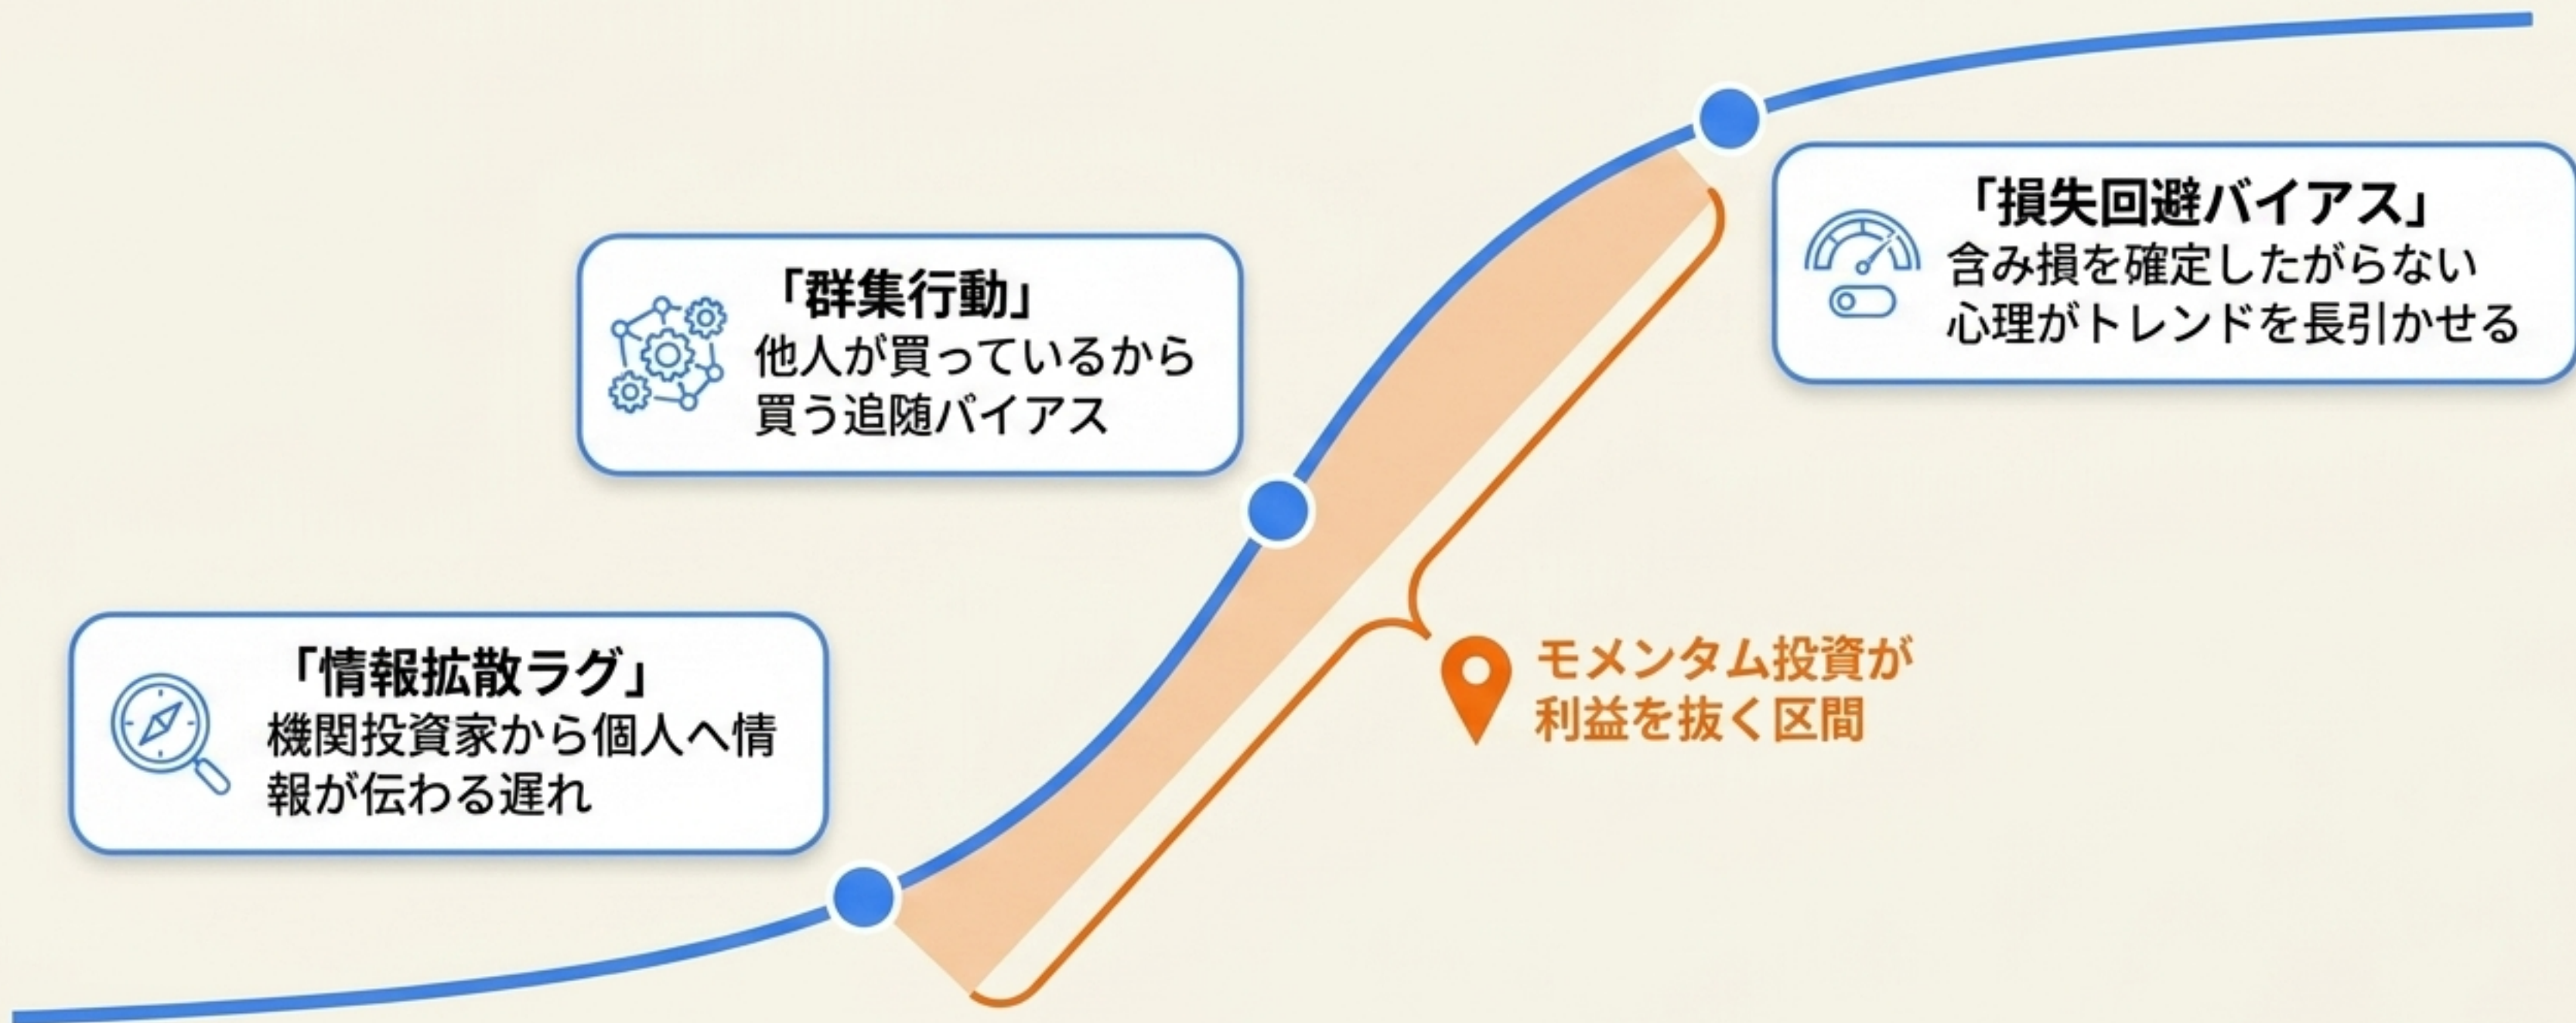 「損失回避バイアス」
含み損を確定したがらない
心理がトレンドを長引かせる
「群集行動」
他人が買っているから
買う追随バイアス
「情報拡散ラグ」
機関投資家から個人へ情
報が伝わる遅れ
モメンタム投資が
利益を抜く区間